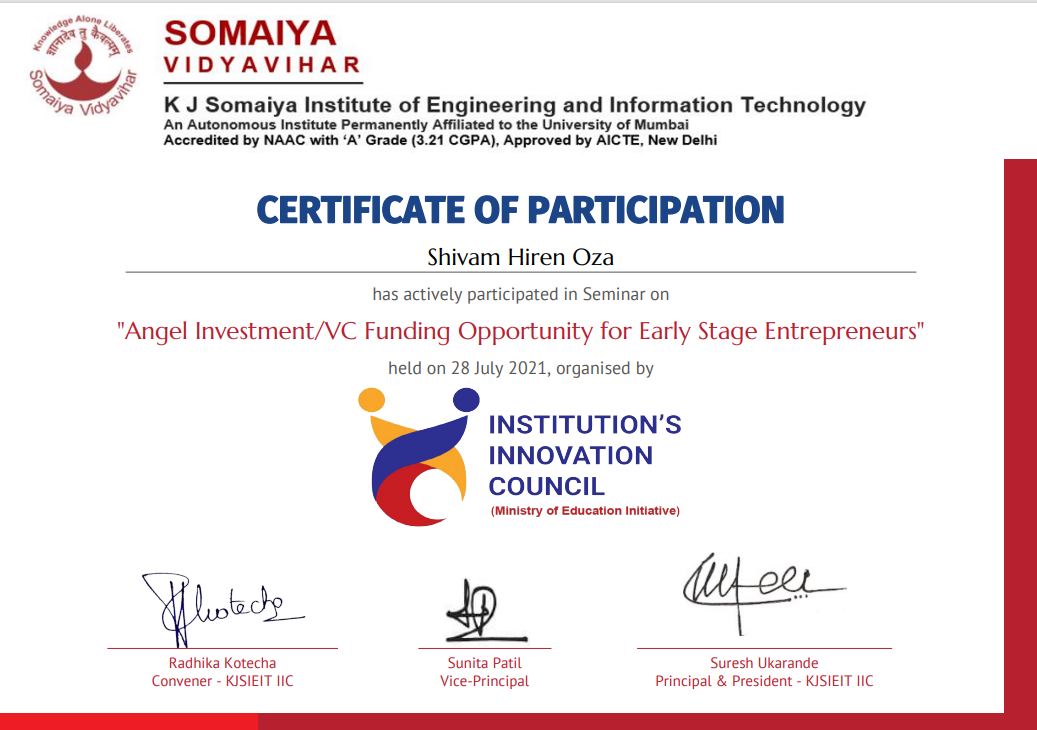 Knowledge Alone Liberates
ज्ञानादेव तु कैवल्यम्
Somaiya Vidyavihar
SOMAIYA
VIDYAVIHAR
K J Somaiya Institute of Engineering and Information Technology
An Autonomous Institute Permanently Affiliated to the University of Mumbai
Accredited by NAAC with ‘A’ Grade (3.21 CGPA), Approved by AICTE, New Delhi
CERTIFICATE OF PARTICIPATION
Shivam Hiren Oza
has actively participated in Seminar on
"Angel Investment/VC Funding Opportunity for Early Stage Entrepreneurs"
held on 28 July 2021, organised by
INSTITUTION’S
INNOVATION
COUNCIL
(Ministry of Education Initiative)
Radhika Kotecha
Convener - KJSIEIT IIC
Sunita Patil
Vice-Principal
Suresh Ukarande
Principal & President - KJSIEIT IIC